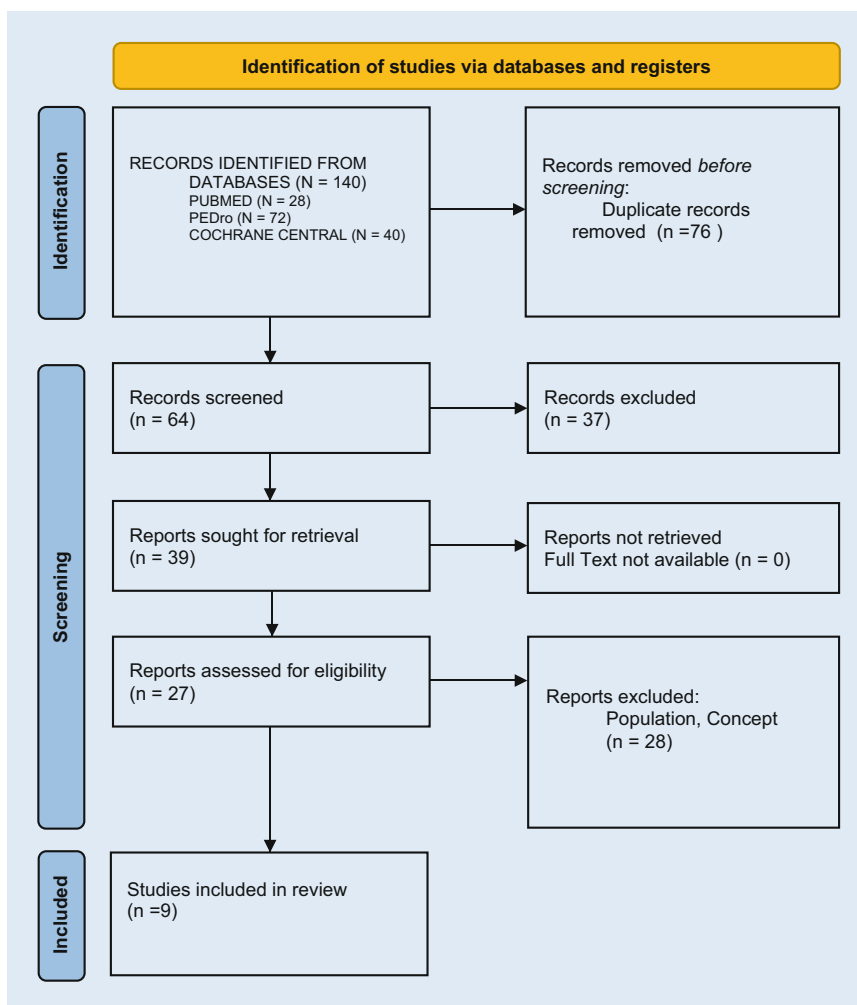 Identification of studies via databases and registers
Identification
RECORDS IDENTIFIED FROM
DATABASES (N = 140)
PUBMED (N = 28)
PEDro (N = 72)
COCHRANE CENTRAL (N = 40)
Records removed before
screening:
Duplicate records
removed (n =76 )
Screening
Records screened
(n = 64)
Records excluded
(n = 37)
Reports sought for retrieval
(n = 39)
Reports not retrieved
Full Text not available (n = 0)
Reports assessed for eligibility
(n = 27)
Reports excluded:
Population, Concept
(n = 28)
Included
Studies included in review
(n =9)